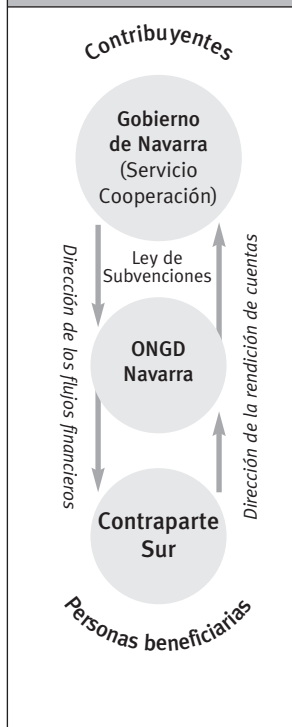 Contribuyentes
Gobierno
de Navarra
(Servicio
Cooperación)
Dirección de los flujos financieros
Ley de
Subvenciones
Dirección de la rendición de cuentas
ONGD
Navarra
Contraparte
Sur
Personas beneficiarias